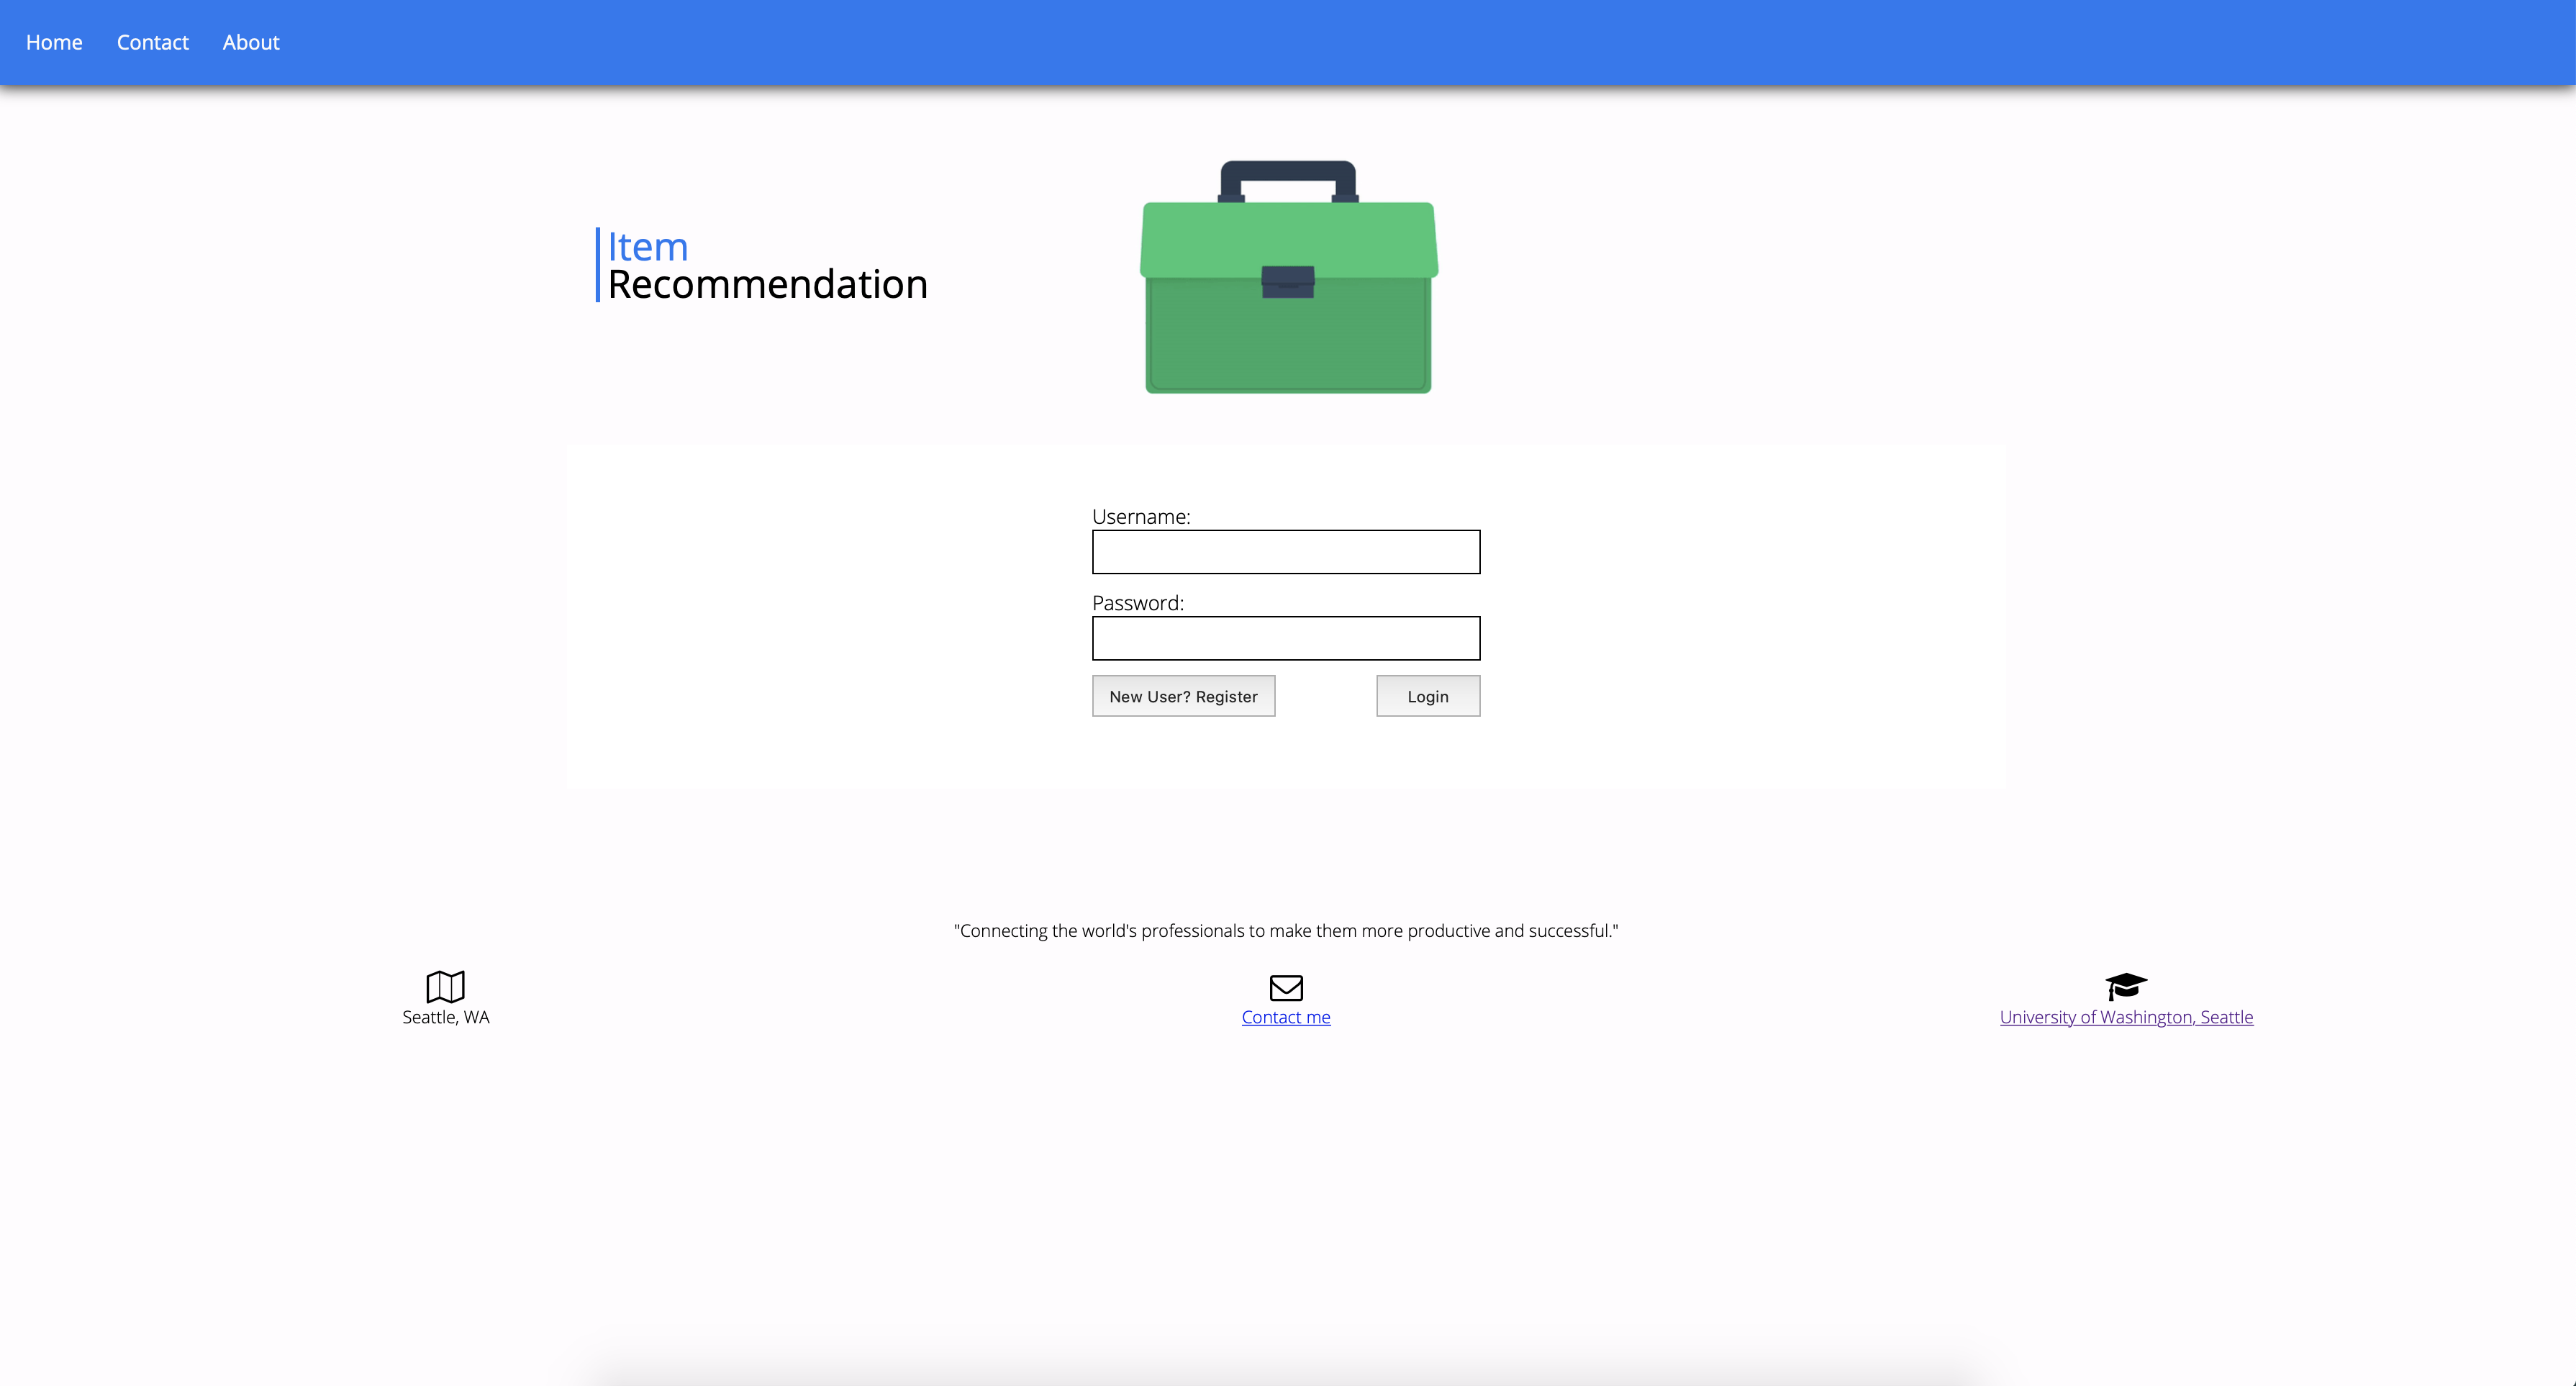 Home
Contact
About
Item
Recommendation
Username:
Password:
New User? Register
Login
"Connecting the world's professionals to make them more productive and successful."
Seattle, WA
Contact me
University of Washington, Seattle